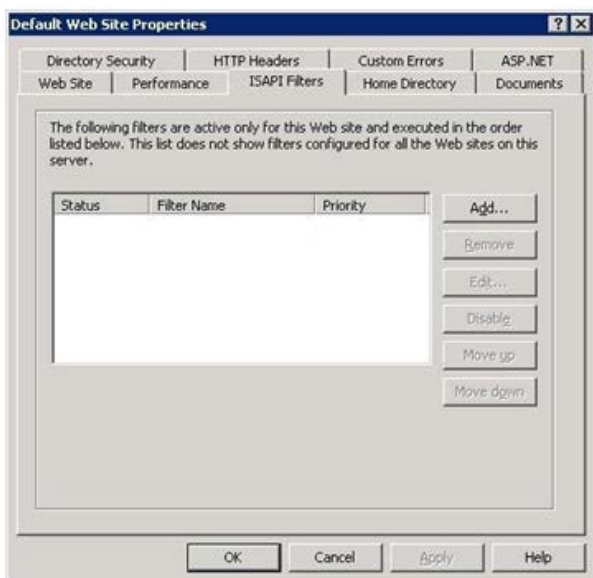 Default Web Site Properties
Directory Security HTTP Headers Custom Errors ASP.NET
Web Site Performance ISAPI Filters Home Directory Documents
The following filters are active only for this Web site and executed in the order
listed below. This list does not show filters configured for all the Web sites on this
server.
Status Filter Name Priority
Add...
Remove
Edit...
Disable
Move up
Move down
OK Cancel Apply Help